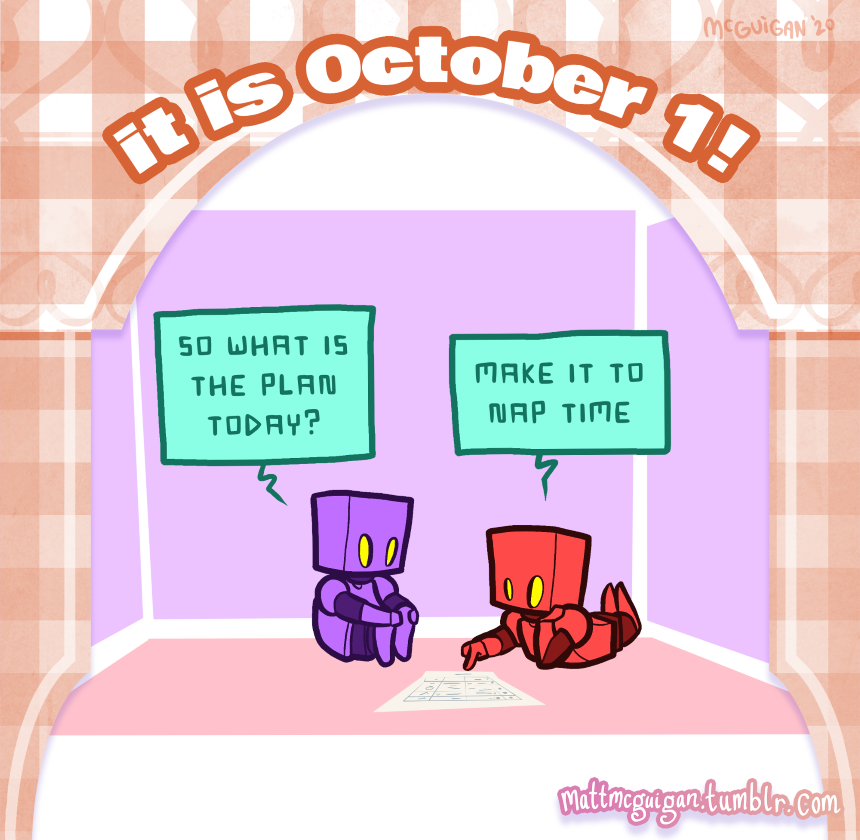 McGUiGAN '20
it is October 1!
SO WHAT IS
THE PLAN
TODAY?
MAKE IT TO
NAP TIME
mattmcguigan.tumblr.com